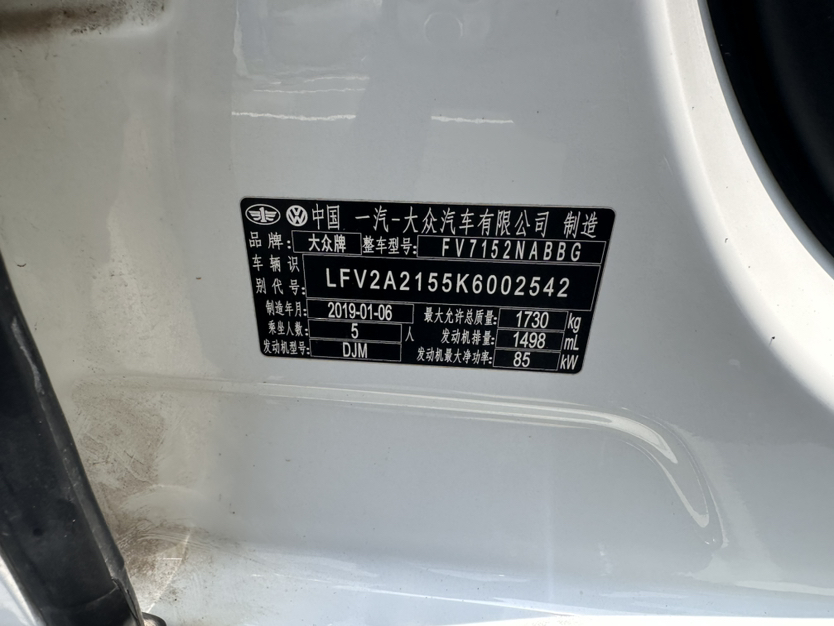 中国 一汽-大众汽车有限公司 制造
品牌: 大众牌 整车型号: FV7152NABBG
车辆识别代号: LFV2A2155K6002542
制造年月: 2019-01-06 最大允许总质量: 1730 kg
乘坐人数: 5 人 发动机排量: 1498 mL
发动机型号: DJM 发动机最大净功率: 85 kW